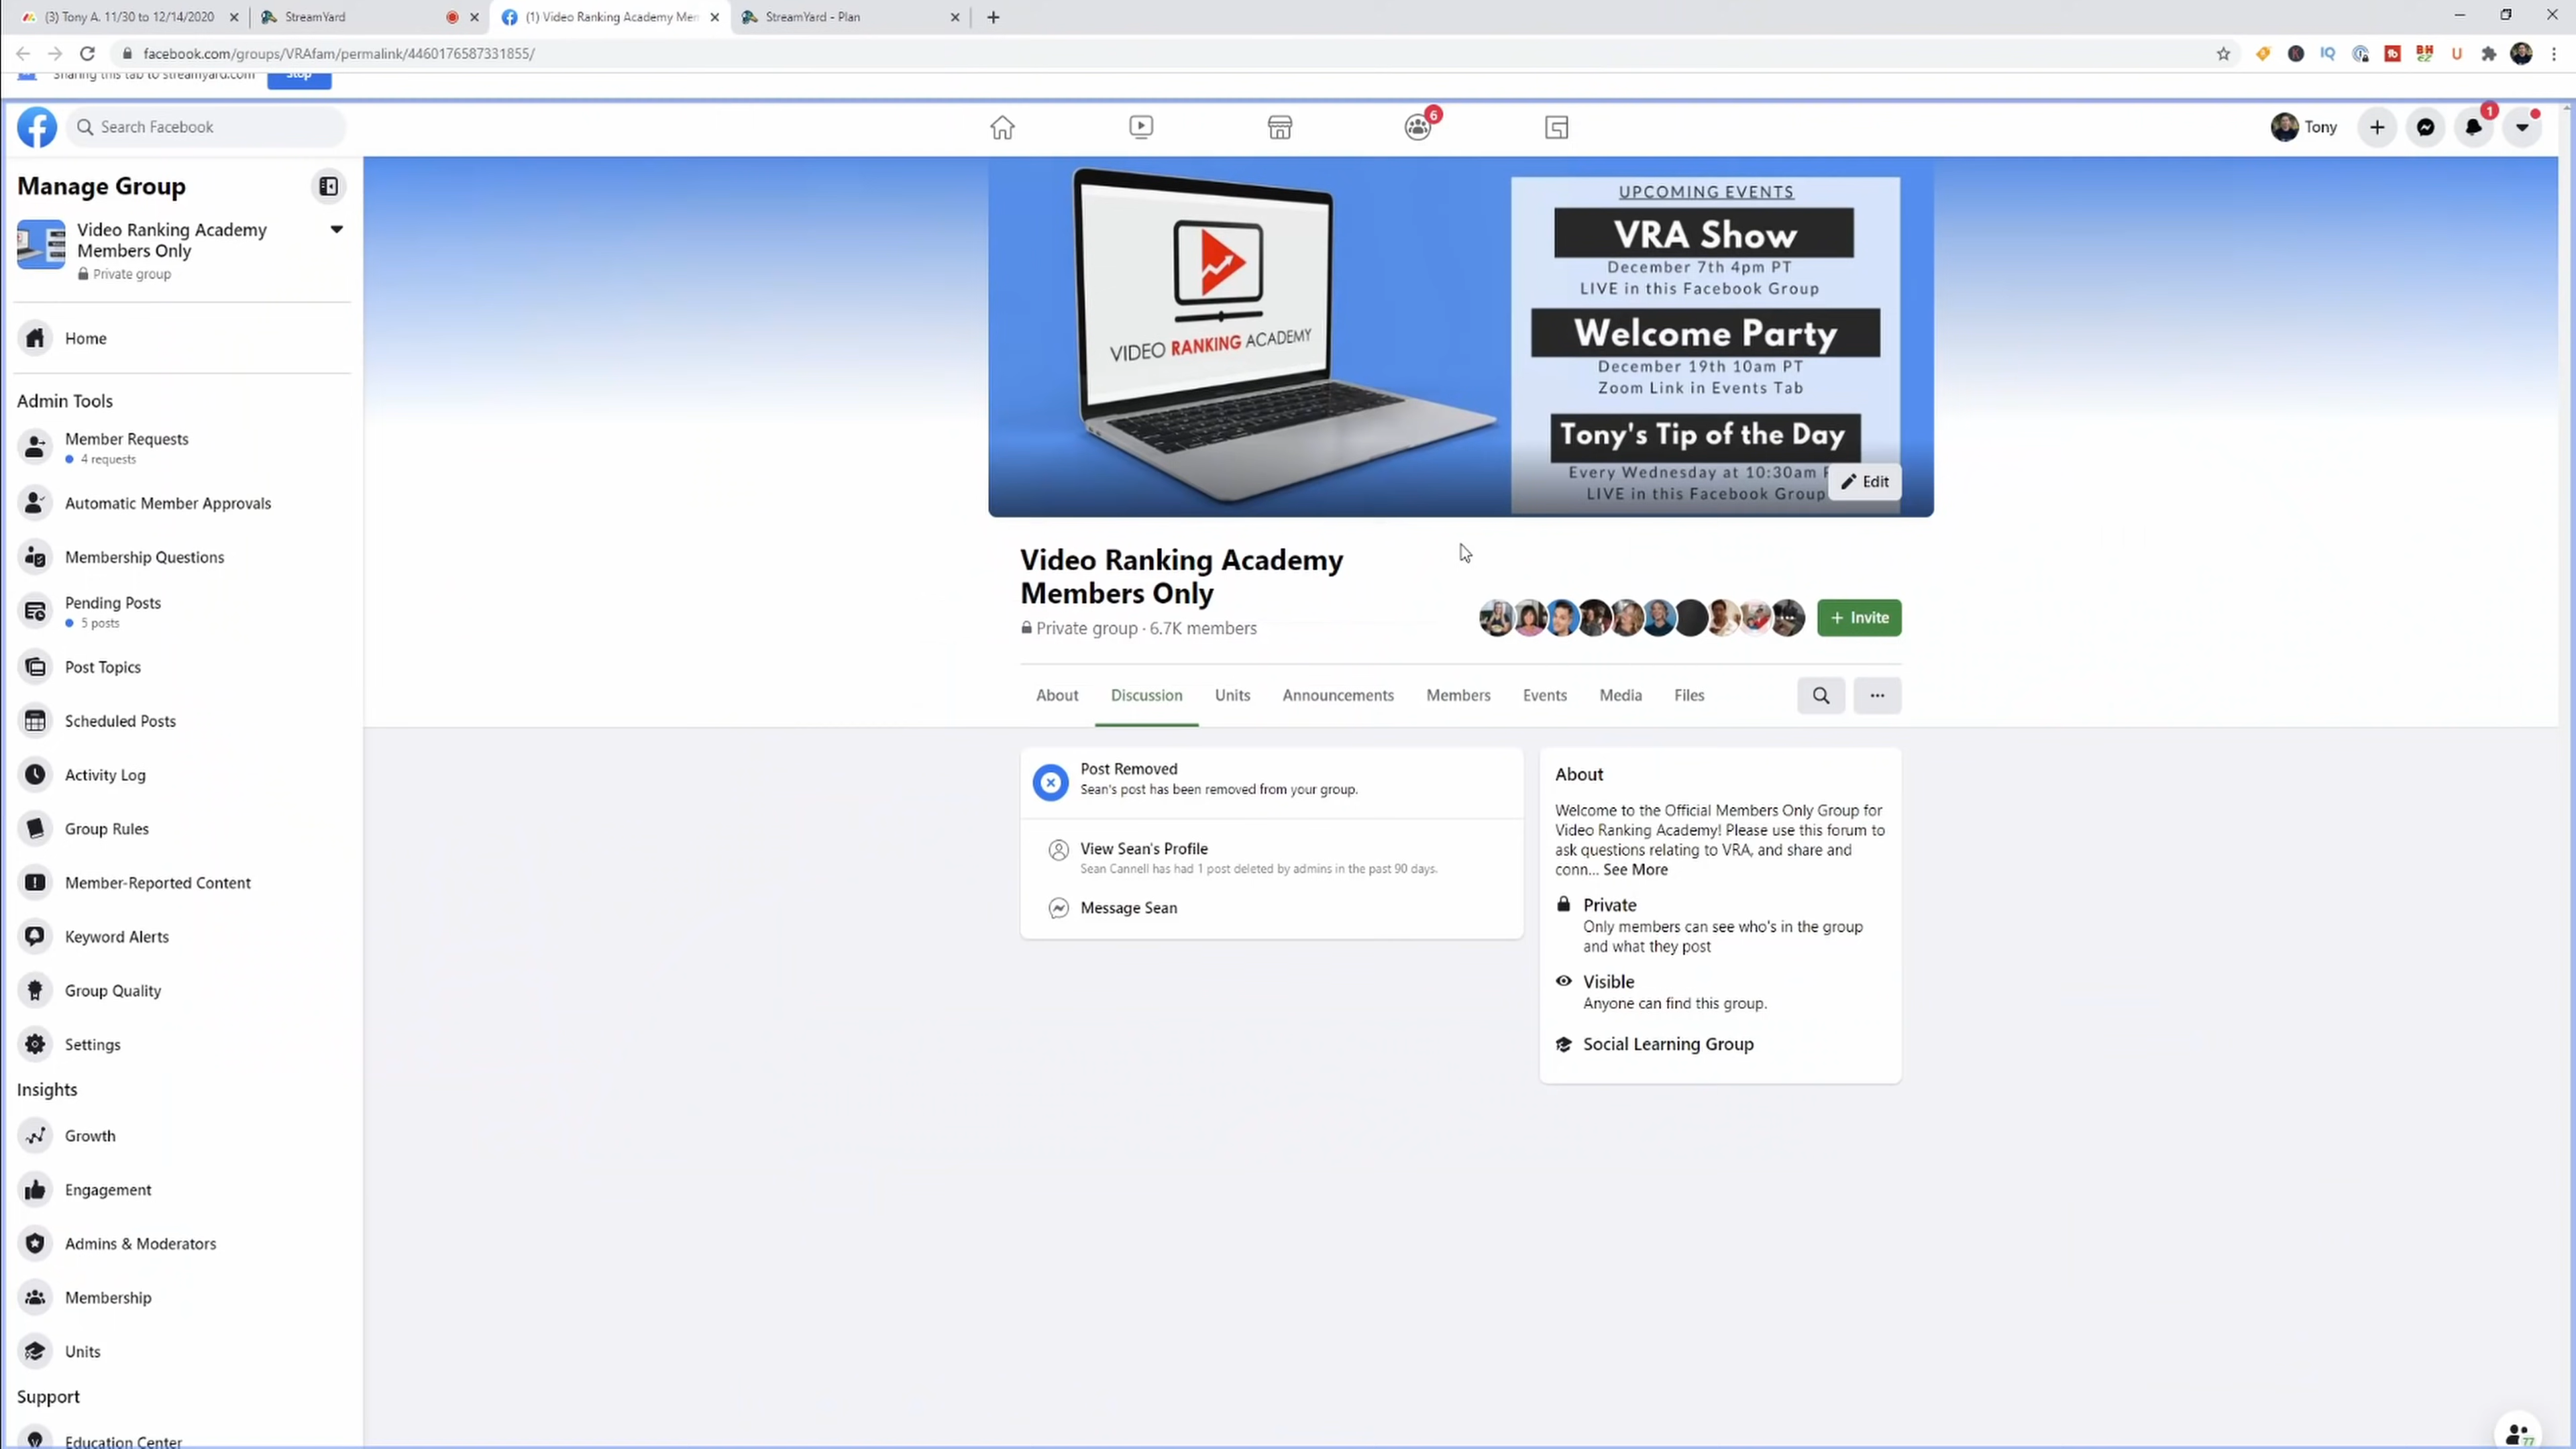 (3) Tony A. 11/30 to 12/14/2020
StreamYard
(1) Video Ranking Academy Mem
StreamYard - Plan
facebook.com/groups/VRAfam/permalink/4460176587331855/
Sharing this tab to streamyard.com
Stop
Search Facebook
6
Tony
1
Manage Group
Video Ranking Academy
Members Only
Private group
Home
Admin Tools
Member Requests
4 requests
Automatic Member Approvals
Membership Questions
Pending Posts
5 posts
Post Topics
Scheduled Posts
Activity Log
Group Rules
Member-Reported Content
Keyword Alerts
Group Quality
Settings
Insights
Growth
Engagement
Admins & Moderators
Membership
Units
Support
Education Center
VIDEO RANKING ACADEMY
UPCOMING EVENTS
VRA Show
December 7th 4pm PT
LIVE in this Facebook Group
Welcome Party
December 19th 10am PT
Zoom Link in Events Tab
Tony's Tip of the Day
Every Wednesday at 10:30am
LIVE in this Facebook Group
Edit
Video Ranking Academy
Members Only
Private group · 6.7K members
+ Invite
About
Discussion
Units
Announcements
Members
Events
Media
Files
Post Removed
Sean's post has been removed from your group.
View Sean's Profile
Sean Cannell has had 1 post deleted by admins in the past 90 days.
Message Sean
About
Welcome to the Official Members Only Group for
Video Ranking Academy! Please use this forum to
ask questions relating to VRA, and share and
conn... See More
Private
Only members can see who's in the group
and what they post
Visible
Anyone can find this group.
Social Learning Group
77